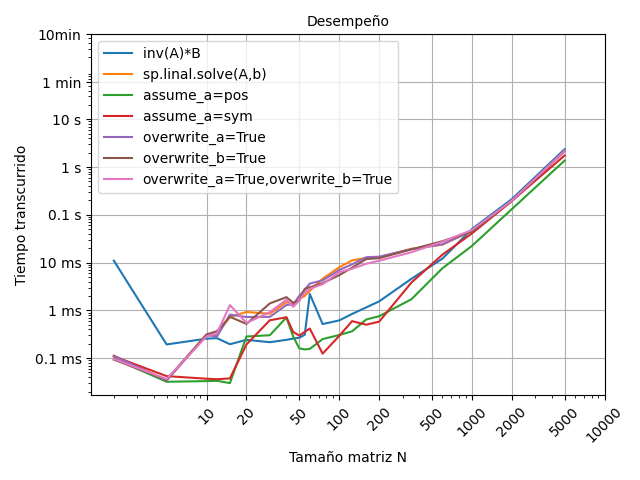 Desempeño
10min
1 min
10 s
1 s
0.1 s
10 ms
1 ms
0.1 ms
Tiempo transcurrido
inv(A)*B
sp.linal.solve(A,b)
assume_a=pos
assume_a=sym
overwrite_a=True
overwrite_b=True
overwrite_a=True,overwrite_b=True
10
20
50
100
200
500
1000
2000
5000
10000
Tamaño matriz N